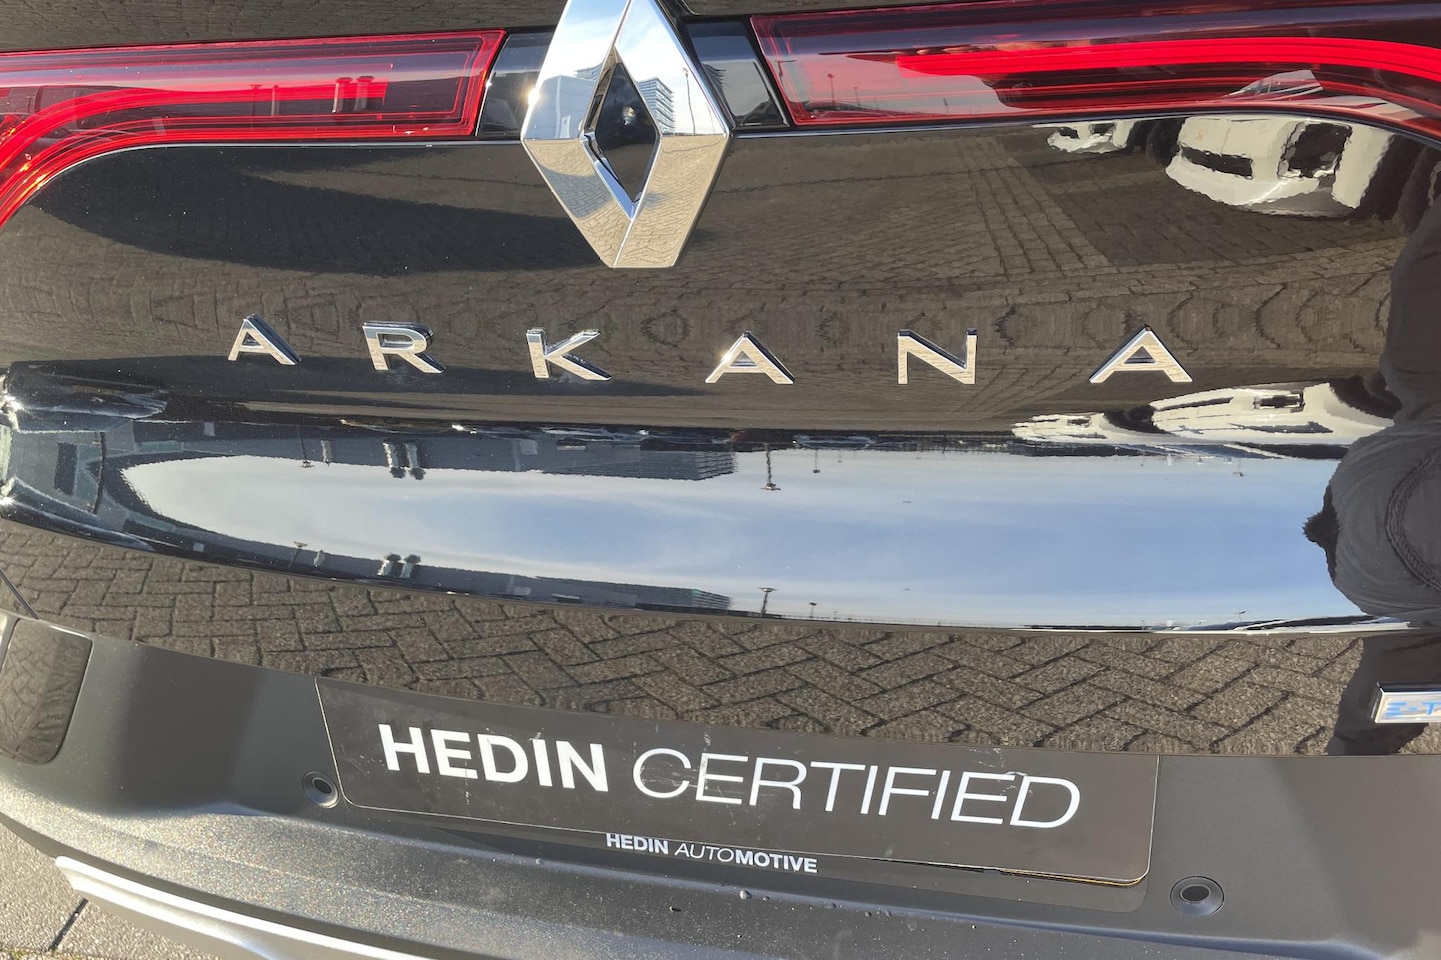 ARKANA
E-T
HEDIN CERTIFIED
HEDIN AUTOMOTIVE